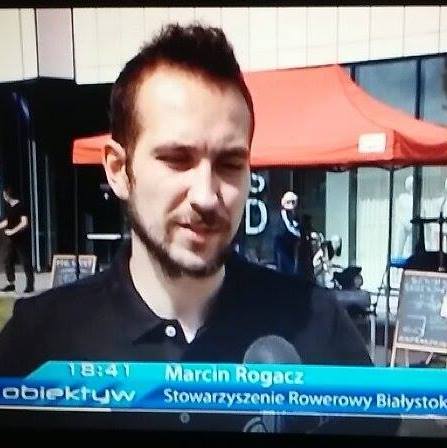 S
D
18:41
Marcin Rogacz
obiektyw
Stowarzyszenie Rowerowy Białystok